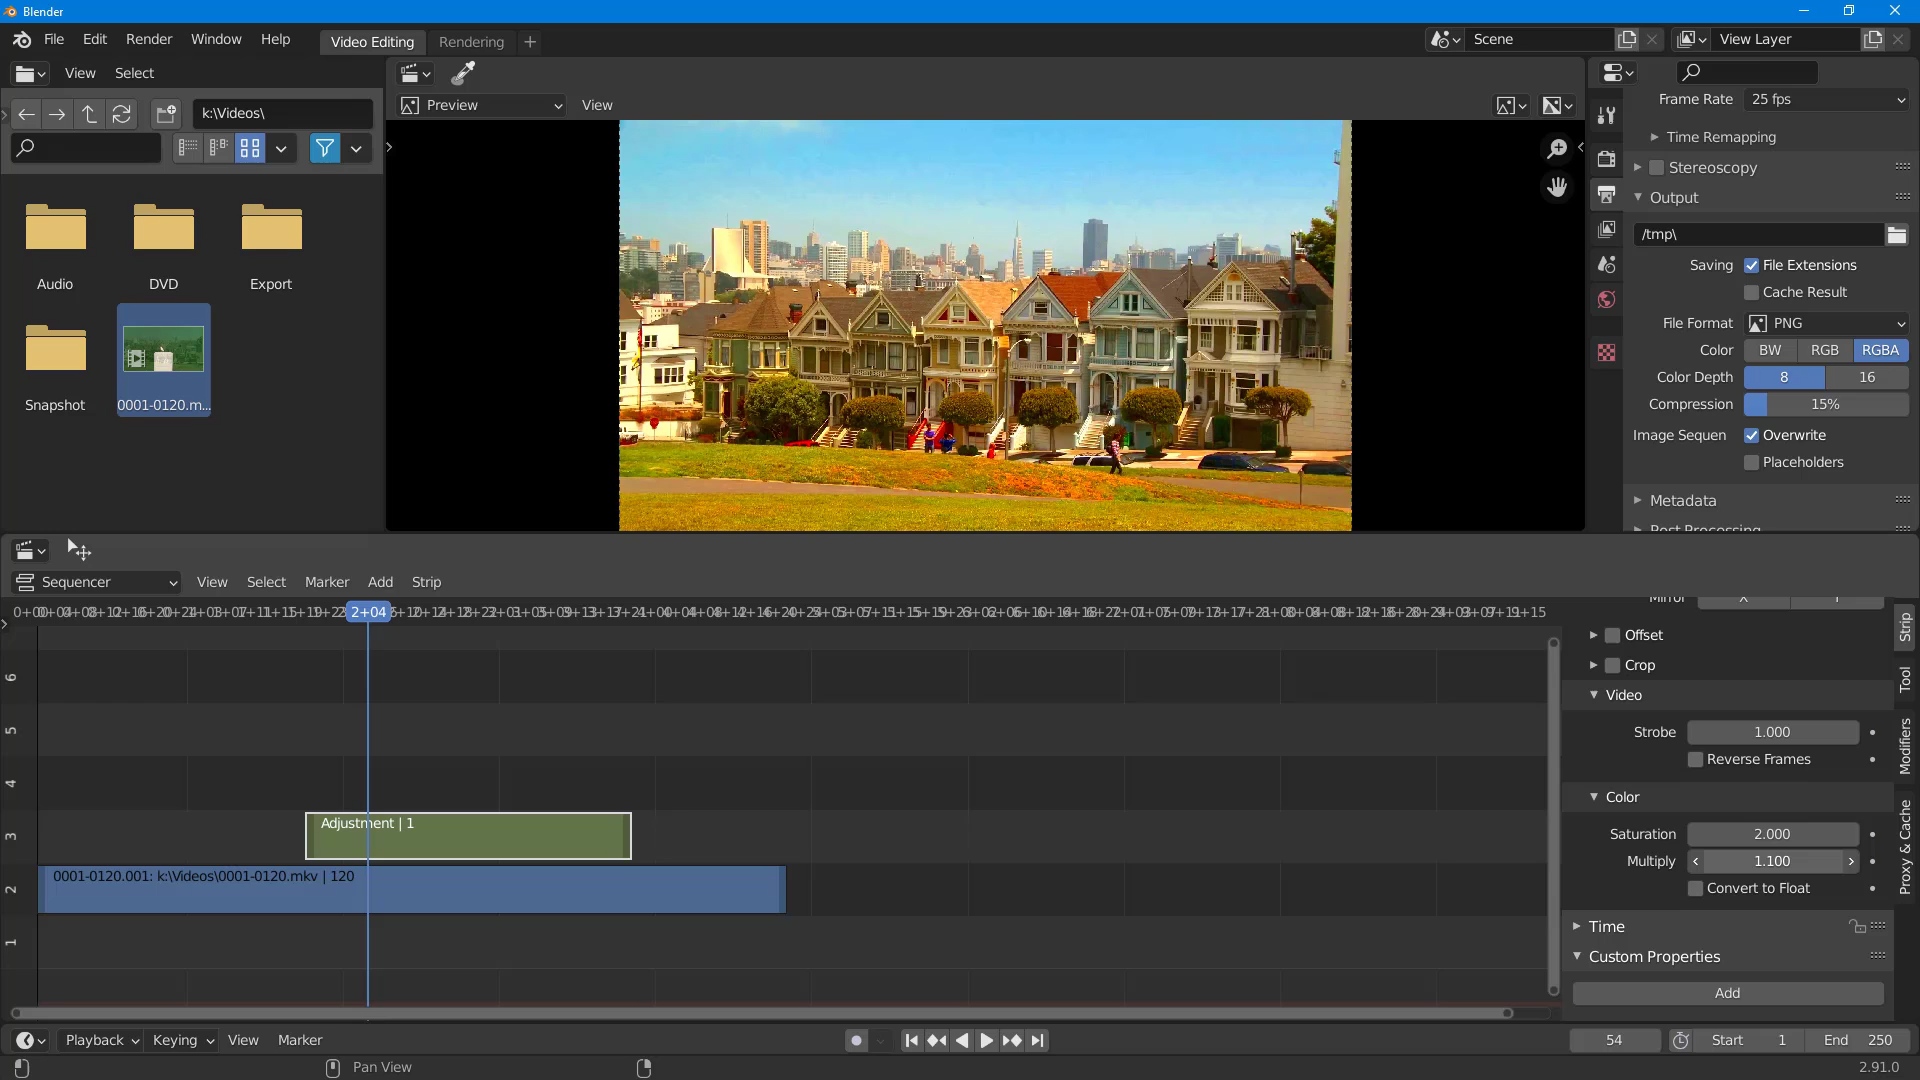 Blender
File Edit Render Window Help
Video Editing Rendering
Scene View Layer
View Select
k:\Videos\
Preview View
Audio DVD Export
Snapshot 0001-0120.m...
Frame Rate 25 fps
Time Remapping
Stereoscopy
Output
/tmp\
Saving File Extensions
Cache Result
File Format PNG
Color BW RGB RGBA
Color Depth 8 16
Compression 15%
Image Sequen Overwrite
Placeholders
Metadata
Post Processing
Sequencer View Select Marker Add Strip
2+04
6
5
4
3
2
1
Adjustment | 1
0001-0120.001: k:\Videos\0001-0120.mkv | 120
Mirror X Y
Offset
Crop
Video
Strobe 1.000
Reverse Frames
Color
Saturation 2.000
Multiply 1.100
Convert to Float
Time
Custom Properties
Add
Strip
Tool
Modifiers
Proxy & Cache
Playback Keying View Marker
54 Start 1 End 250
Pan View
2.91.0